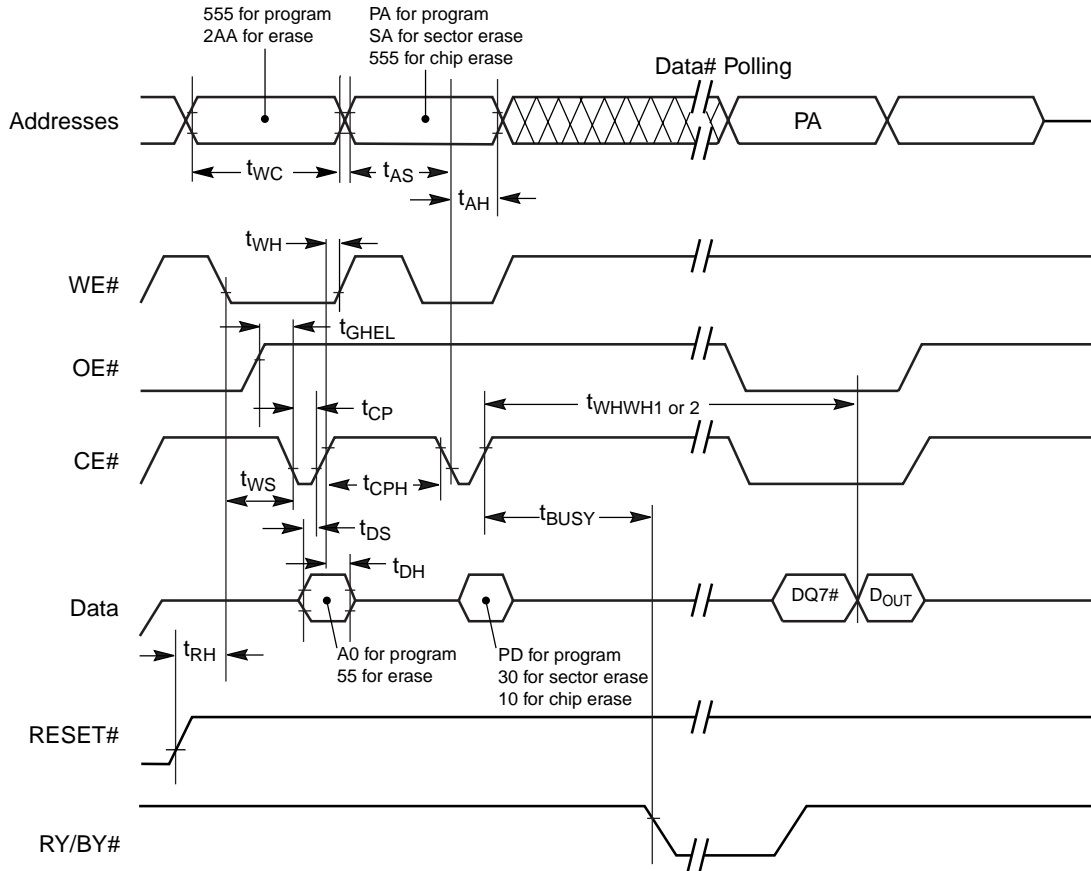 555 for program
2AA for erase
PA for program
SA for sector erase
555 for chip erase
Data# Polling
Addresses
PA
tWC
tAS
tAH
tWH
WE#
tGHEL
OE#
tWHWH1 or 2
tCP
CE#
tWS
tCPH
tBUSY
tDS
tDH
Data
DQ7#
DOUT
tRH
A0 for program
55 for erase
PD for program
30 for sector erase
10 for chip erase
RESET#
RY/BY#